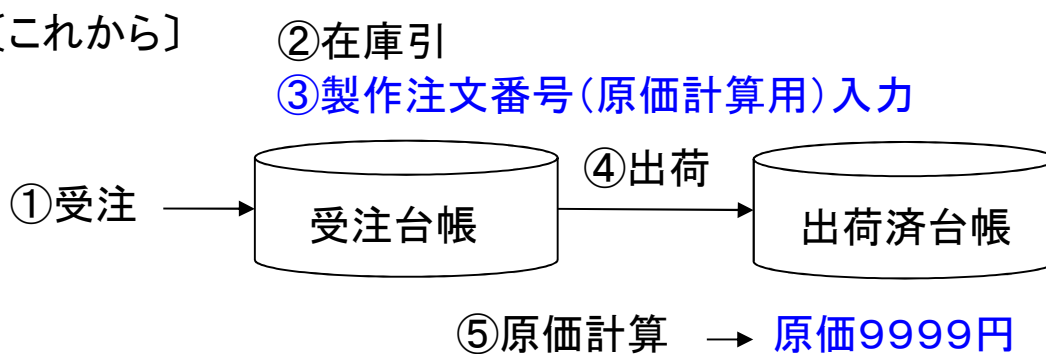 [これから]
②在庫引
③製作注文番号(原価計算用)入力
④出荷
①受注
受注台帳
出荷済台帳
⑤原価計算
原価9999円